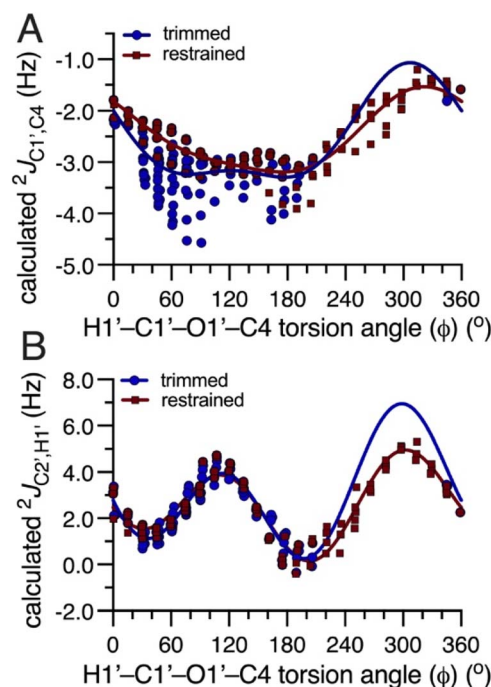 A
trimmed
restrained
-1.0
-2.0
-3.0
-4.0
-5.0
calculated ²J_C1',C4 (Hz)
0 60 120 180 240 300 360
H1'–C1'–O1'–C4 torsion angle (ϕ) (°)
B
trimmed
restrained
8.0
6.0
4.0
2.0
0.0
-2.0
calculated ²J_C2',H1' (Hz)
0 60 120 180 240 300 360
H1'–C1'–O1'–C4 torsion angle (ϕ) (°)